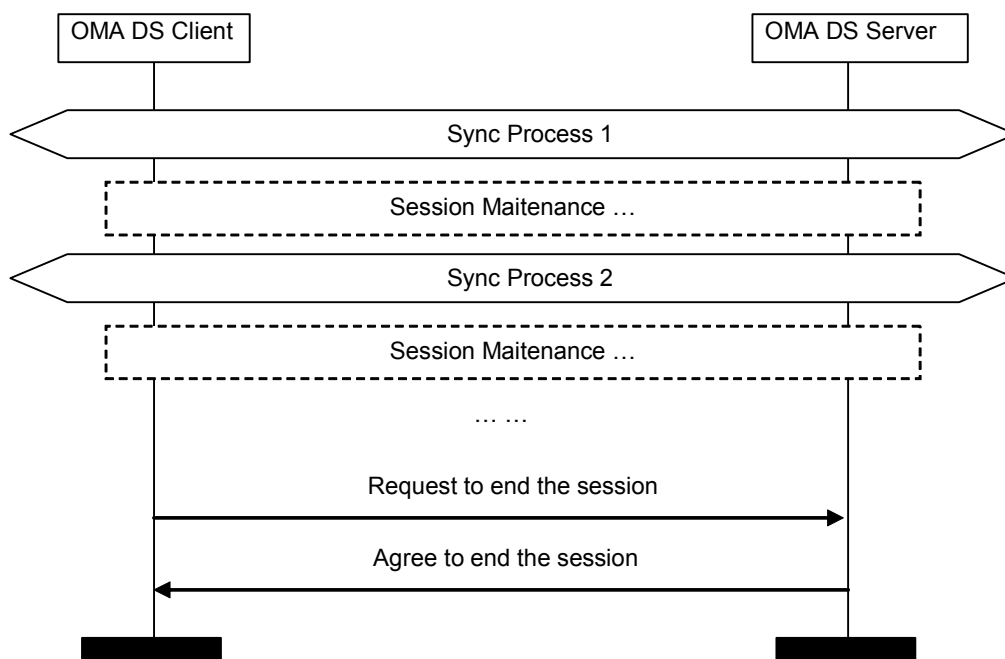 OMA DS Client
OMA DS Server
Sync Process 1
Session Maitenance …
Sync Process 2
Session Maitenance …
… …
Request to end the session
Agree to end the session